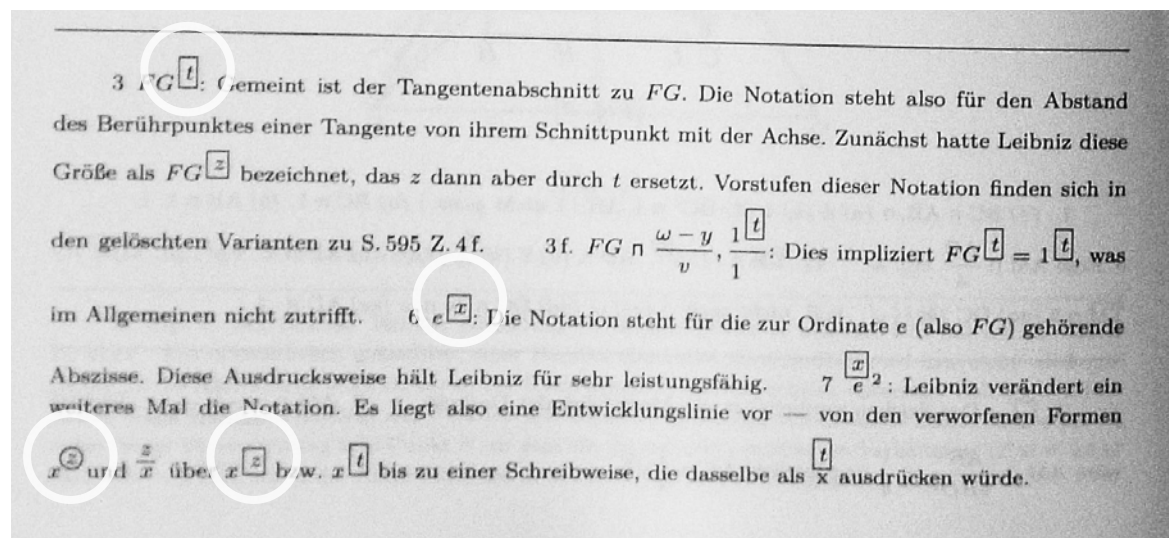 3 FG[t]: Gemeint ist der Tangentenabschnitt zu FG. Die Notation steht also für den Abstand
des Berührpunktes einer Tangente von ihrem Schnittpunkt mit der Achse. Zunächst hatte Leibniz diese
Größe als FG[z] bezeichnet, das z dann aber durch t ersetzt. Vorstufen dieser Notation finden sich in
den gelöschten Varianten zu S. 595 Z. 4 f. 3 f. FG ⊓ (ω − y)/v, 1[t]/1: Dies impliziert FG[t] = 1[t], was
im Allgemeinen nicht zutrifft. 6 e[x]: Die Notation steht für die zur Ordinate e (also FG) gehörende
Abszisse. Diese Ausdrucksweise hält Leibniz für sehr leistungsfähig. 7 [x]e 2: Leibniz verändert ein
weiteres Mal die Notation. Es liegt also eine Entwicklungslinie vor — von den verworfenen Formen
x(z) und z/x über x[z] bzw. x[t] bis zu einer Schreibweise, die dasselbe als [t]x ausdrücken würde.